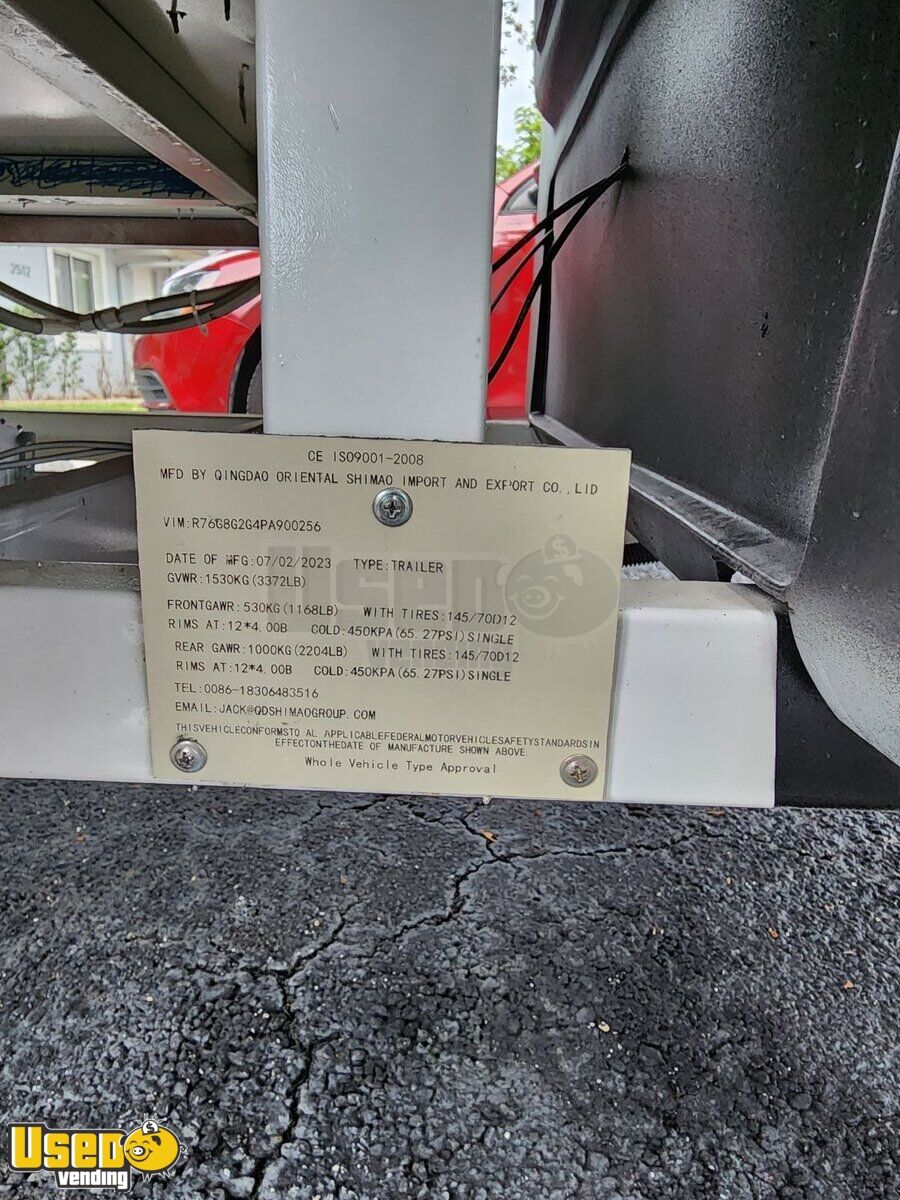 2512
CE IS09001-2008
MFD BY QINGDAO ORIENTAL SHIMAO IMPORT AND EXPORT CO.,LID
VIM:R76G8G2G4PA900256
DATE OF MFG:07/02/2023 TYPE:TRAILER
GVWR:1530KG(3372LB)
FRONTGAWR:530KG(1168LB) WITH TIRES:145/70D12
RIMS AT:12*4.00B COLD:450KPA(65.27PSI)SINGLE
REAR GAWR:1000KG(2204LB) WITH TIRES:145/70D12
RIMS AT:12*4.00B COLD:450KPA(65.27PSI)SINGLE
TEL:0086-18306483516
EMAIL:JACK@QDSHIMAOGROUP.COM
THISVEHICLECONFORMSTO AL APPLICABLEFEDERALMOTORVEHICLESAFETYSTANDARDSIN
EFFECTONTHEDATE OF MANUFACTURE SHOWN ABOVE.
Whole Vehicle Type Approval
USED
Vending